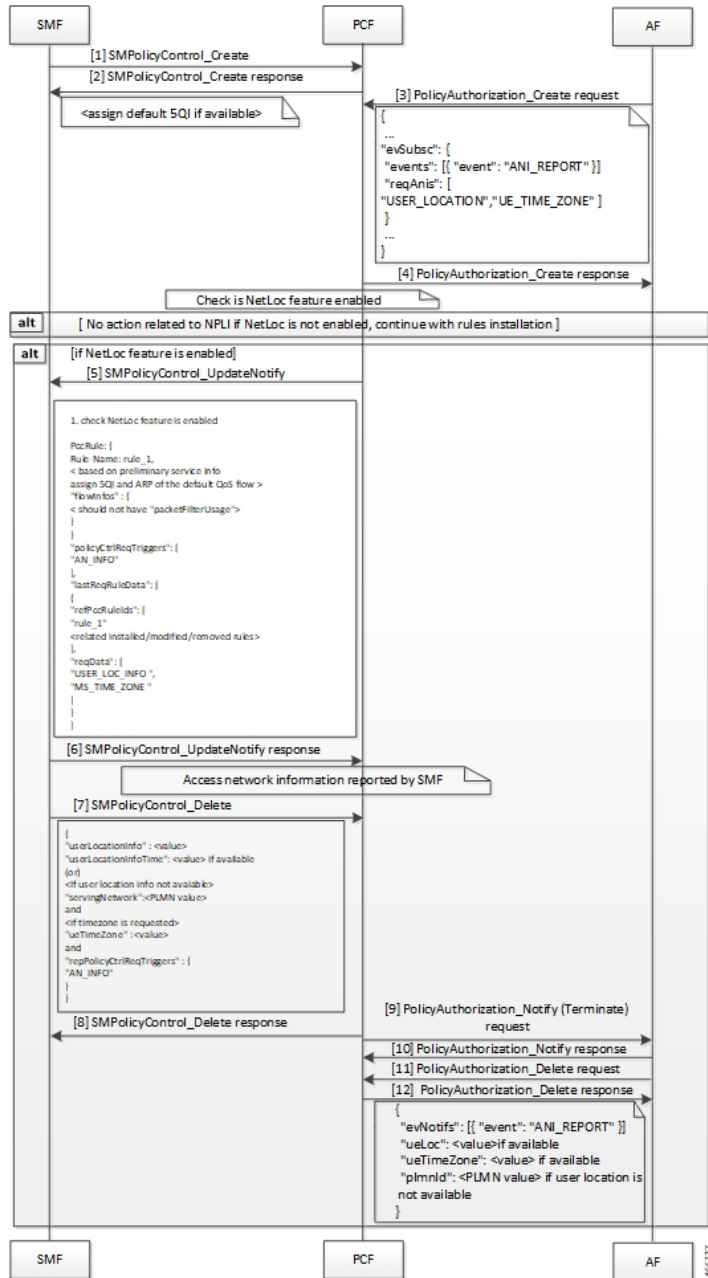 SMF
PCF
AF
[1] SMPolicyControl_Create
[2] SMPolicyControl_Create response
<assign default 5QI if available>
[3] PolicyAuthorization_Create request
{
...
"evSubsc": {
"events": [{ "event": "ANI_REPORT" }]
"reqAnis": [
"USER_LOCATION","UE_TIME_ZONE" ]
}
...
}
[4] PolicyAuthorization_Create response
Check is NetLoc feature enabled
alt
[ No action related to NPLI if NetLoc is not enabled, continue with rules installation ]
alt
[if NetLoc feature is enabled]
[5] SMPolicyControl_UpdateNotify
1. check NetLoc feature is enabled
PccRule: {
Rule-Name: rule_1,
< based on preliminary service info
assign 5QI and ARP of the default QoS flow >
"flowInfos" : {
< should not have "packetFilterUsage">
}
}
"policyCtrlReqTriggers": [
"AN_INFO"
],
"lastReqRuleData": [
{
"refPccRuleIds": [
"rule_1"
<related installed/modified/removed rules>
],
"reqData": [
"USER_LOC_INFO ",
"MS_TIME_ZONE "
]
}
]
[6] SMPolicyControl_UpdateNotify response
Access network information reported by SMF
[7] SMPolicyControl_Delete
{
"userLocationInfo" : <value>
"userLocationInfoTime": <value> if available
(or)
<If user location info not available>
"servingNetwork":<PLMN value>
and
<if timezone is requested>
"ueTimeZone" : <value>
and
"repPolicyCtrlReqTriggers" : [
"AN_INFO"
]
}
[8] SMPolicyControl_Delete response
[9] PolicyAuthorization_Notify (Terminate)
request
[10] PolicyAuthorization_Notify response
[11] PolicyAuthorization_Delete request
[12] PolicyAuthorization_Delete response
{
"evNotifs": [{ "event": "ANI_REPORT" }]
"ueLoc": <value>if available
"ueTimeZone": <value> if available
"plmnId": <PLMN value> if user location is
not available
}
SMF
PCF
AF